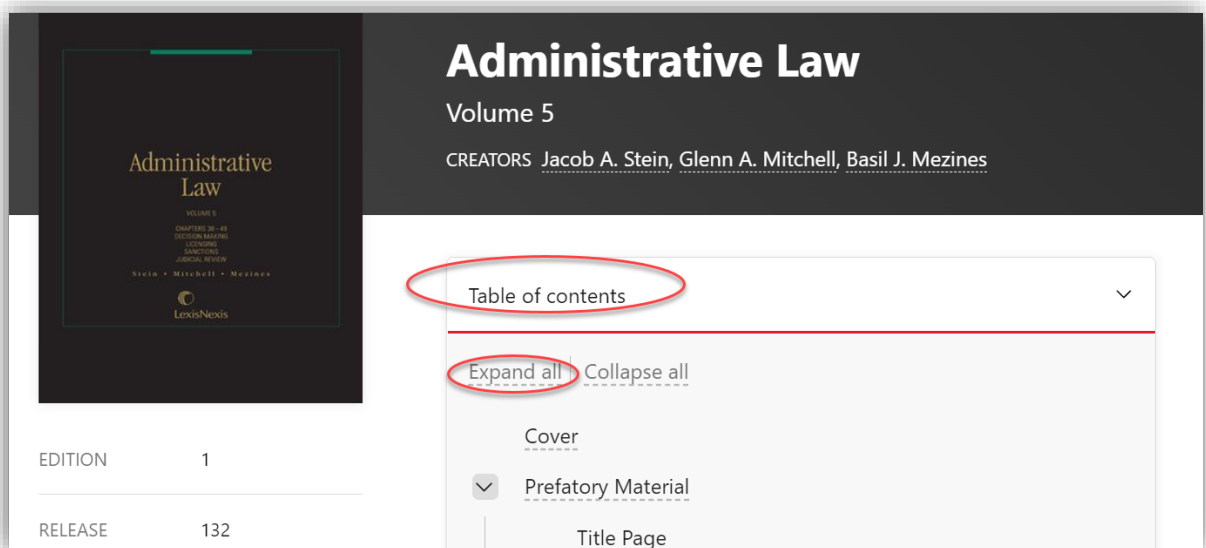 Administrative
Law
VOLUME 5
CHAPTERS 38 - 49
DECISION MAKING
LICENSING
SANCTIONS
JUDICIAL REVIEW
Stein • Mitchell • Mezines
LexisNexis
EDITION 1
RELEASE 132
Administrative Law
Volume 5
CREATORS Jacob A. Stein, Glenn A. Mitchell, Basil J. Mezines
Table of contents
Expand all Collapse all
Cover
Prefatory Material
Title Page